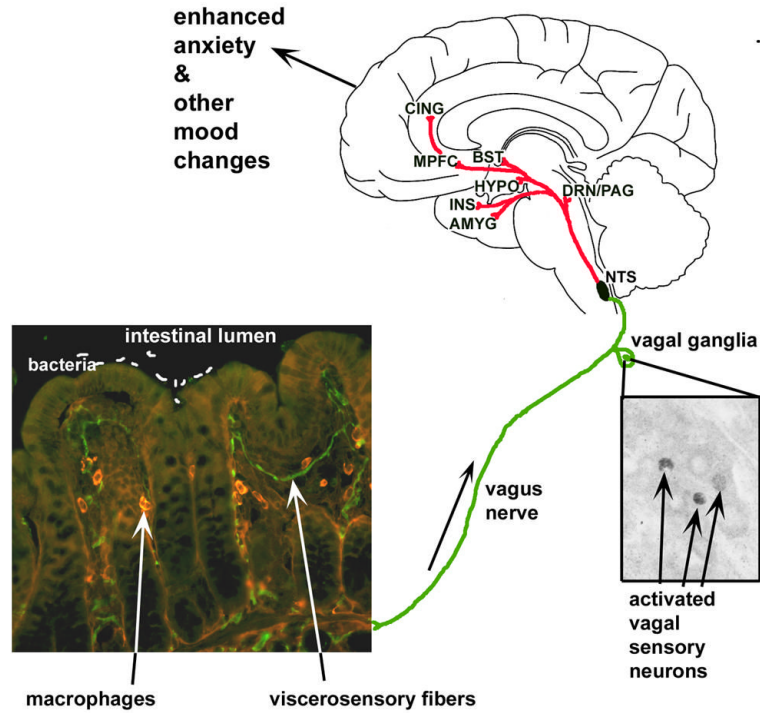 enhanced
anxiety
&
other
mood
changes
CING
MPFC
BST
HYPO
DRN/PAG
INS
AMYG
NTS
intestinal lumen
bacteria
vagal ganglia
vagus
nerve
activated
vagal
sensory
neurons
macrophages
viscerosensory fibers